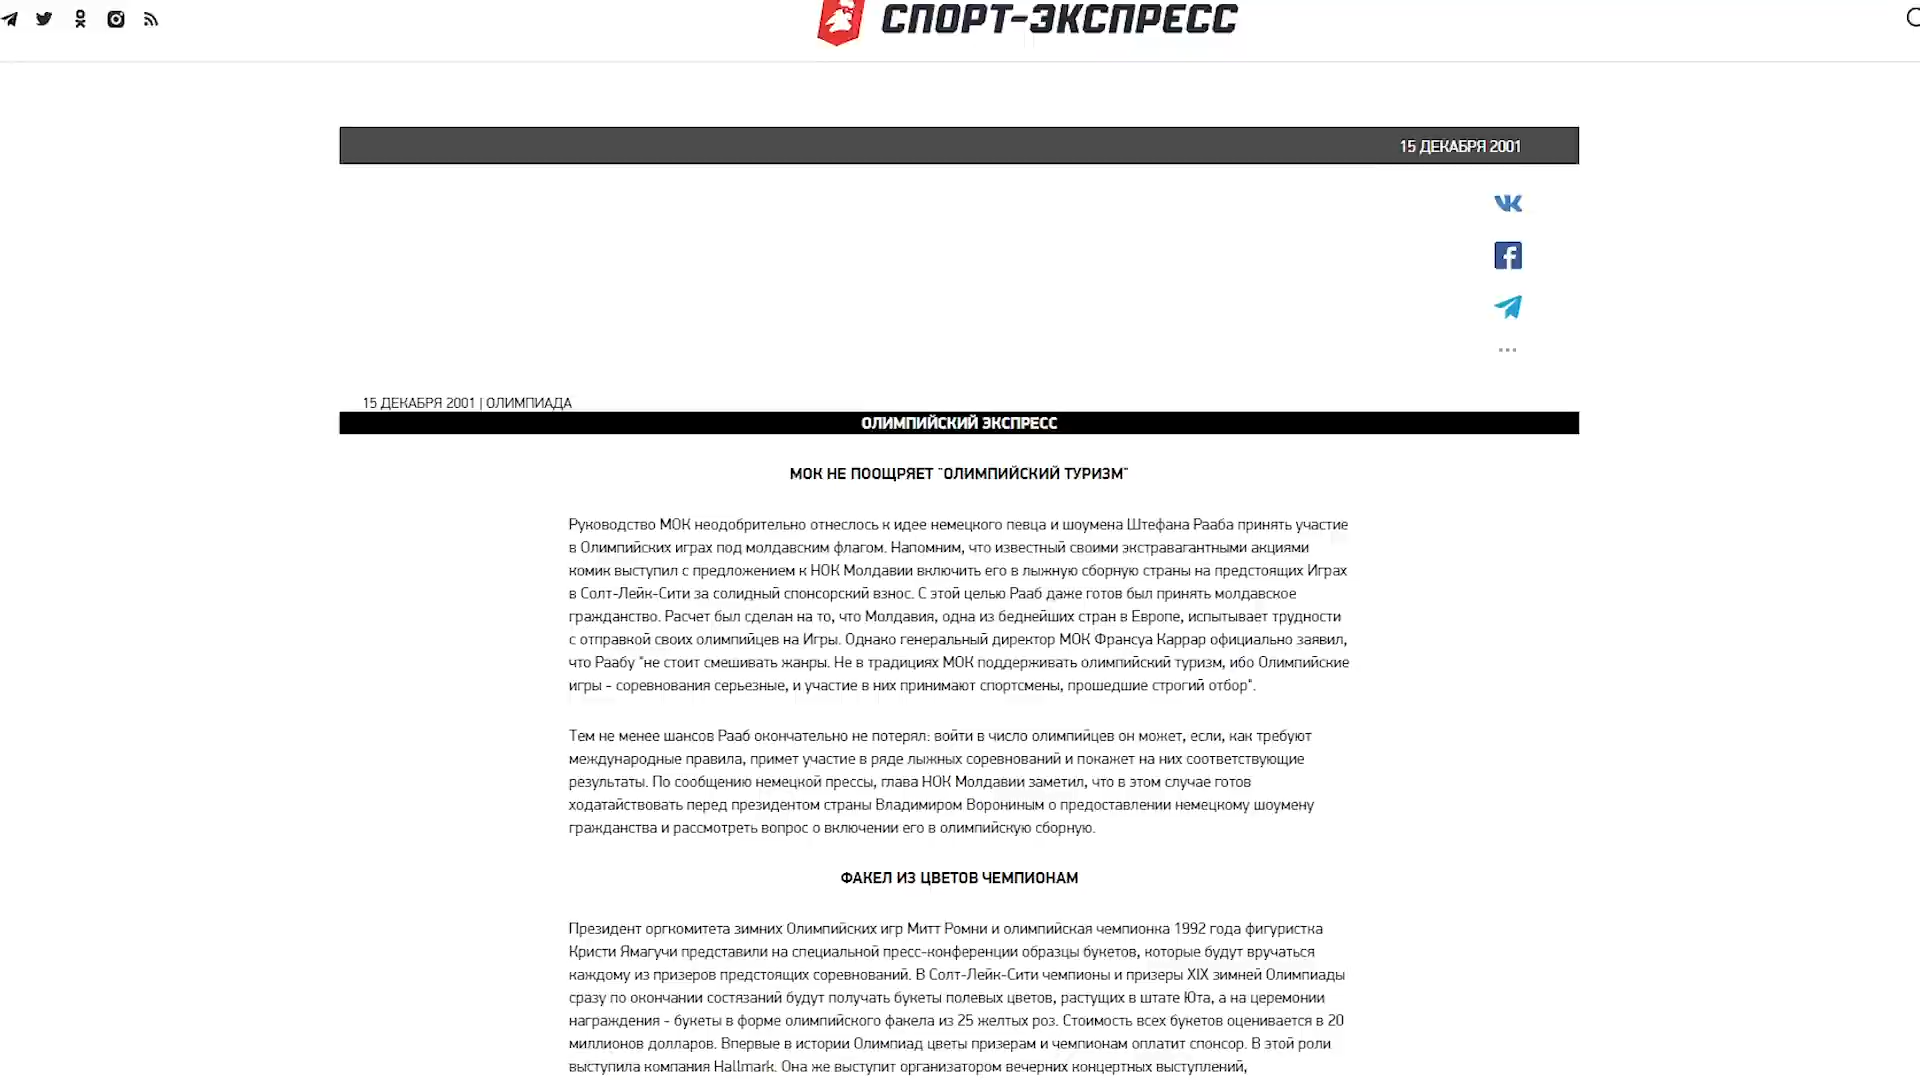 СПОРТ-ЭКСПРЕСС
15 ДЕКАБРЯ 2001
15 ДЕКАБРЯ 2001 | ОЛИМПИАДА
ОЛИМПИЙСКИЙ ЭКСПРЕСС
МОК НЕ ПООЩРЯЕТ "ОЛИМПИЙСКИЙ ТУРИЗМ"
Руководство МОК неодобрительно отнеслось к идее немецкого певца и шоумена Штефана Рааба принять участие
в Олимпийских играх под молдавским флагом. Напомним, что известный своими экстравагантными акциями
комик выступил с предложением к НОК Молдавии включить его в лыжную сборную страны на предстоящих Играх
в Солт-Лейк-Сити за солидный спонсорский взнос. С этой целью Рааб даже готов был принять молдавское
гражданство. Расчет был сделан на то, что Молдавия, одна из беднейших стран в Европе, испытывает трудности
с отправкой своих олимпийцев на Игры. Однако генеральный директор МОК Франсуа Каррар официально заявил,
что Раабу "не стоит смешивать жанры. Не в традициях МОК поддерживать олимпийский туризм, ибо Олимпийские
игры - соревнования серьезные, и участие в них принимают спортсмены, прошедшие строгий отбор".
Тем не менее шансов Рааб окончательно не потерял: войти в число олимпийцев он может, если, как требуют
международные правила, примет участие в ряде лыжных соревнований и покажет на них соответствующие
результаты. По сообщению немецкой прессы, глава НОК Молдавии заметил, что в этом случае готов
ходатайствовать перед президентом страны Владимиром Ворониным о предоставлении немецкому шоумену
гражданства и рассмотреть вопрос о включении его в олимпийскую сборную.
ФАКЕЛ ИЗ ЦВЕТОВ ЧЕМПИОНАМ
Президент оргкомитета зимних Олимпийских игр Митт Ромни и олимпийская чемпионка 1992 года фигуристка
Кристи Ямагучи представили на специальной пресс-конференции образцы букетов, которые будут вручаться
каждому из призеров предстоящих соревнований. В Солт-Лейк-Сити чемпионы и призеры XIX зимней Олимпиады
сразу по окончании состязаний будут получать букеты полевых цветов, растущих в штате Юта, а на церемонии
награждения - букеты в форме олимпийского факела из 25 желтых роз. Стоимость всех букетов оценивается в 20
миллионов долларов. Впервые в истории Олимпиад цветы призерам и чемпионам оплатит спонсор. В этой роли
выступила компания Hallmark. Она же выступит организатором вечерних концертных выступлений,